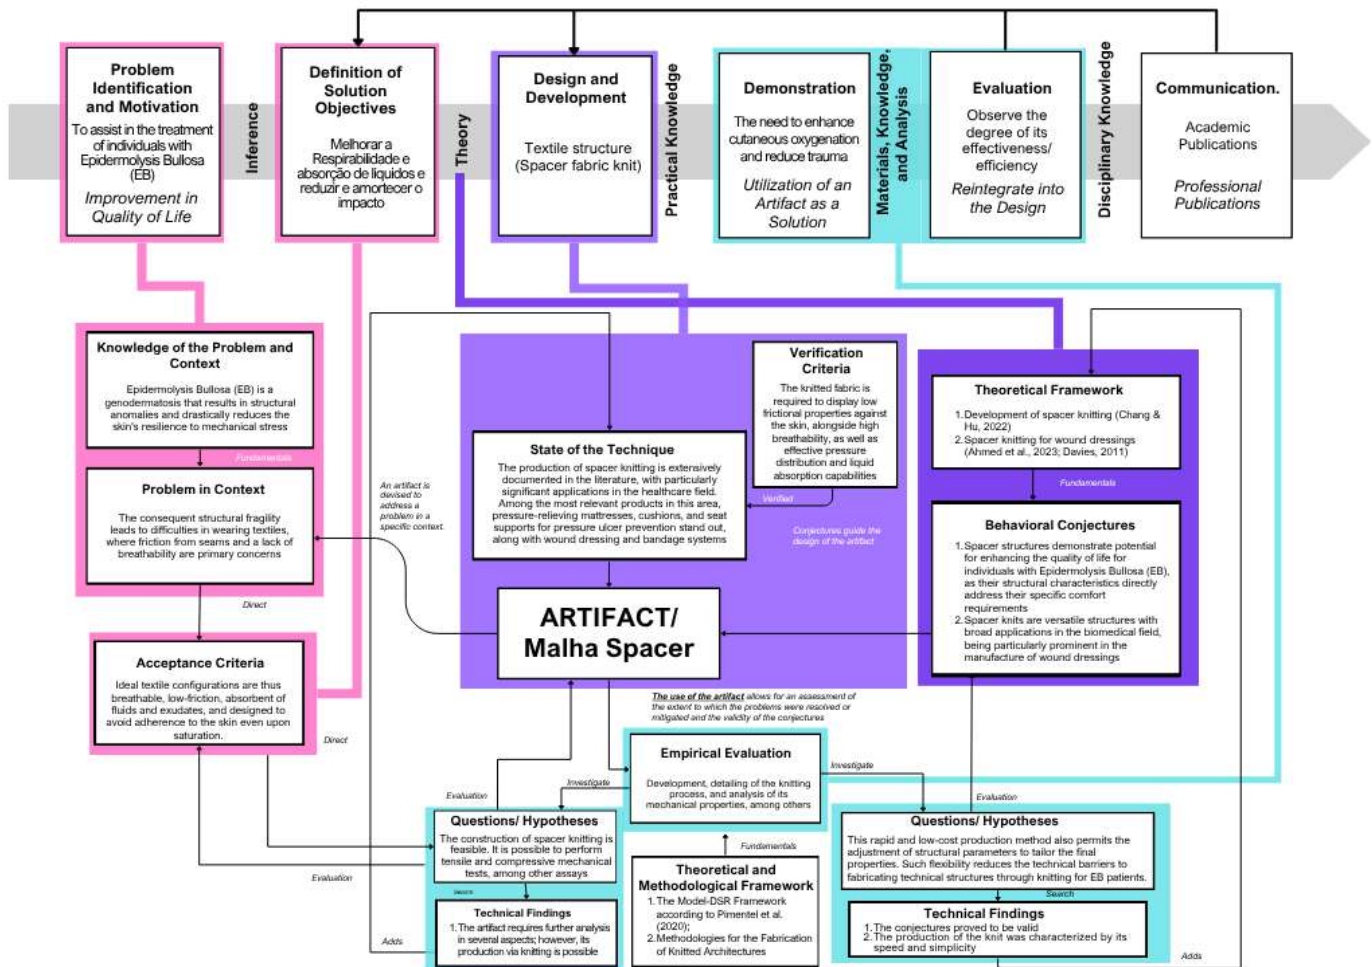 Problem
Identification
and Motivation
To assist in the treatment
of individuals with
Epidermolysis Bullosa
(EB)
Improvement in
Quality of Life
Inference
Definition of
Solution
Objectives
Melhorar a
Respirabilidade e
absorção de líquidos e
reduzir e amortecer o
impacto
Theory
Design and
Development
Textile structure
(Spacer fabric knit)
Practical Knowledge
Demonstration
The need to enhance
cutaneous oxygenation
and reduce trauma
Utilization of an
Artifact as a
Solution
Materials, Knowledge,
and Analysis
Evaluation
Observe the
degree of its
effectiveness/
efficiency
Reintegrate into
the Design
Disciplinary Knowledge
Communication.
Academic
Publications
Professional
Publications
Knowledge of the Problem and
Context
Epidermolysis Bullosa (EB) is a
genodermatosis that results in structural
anomalies and drastically reduces the
skin's resilience to mechanical stress
Fundamentals
Problem in Context
The consequent structural fragility
leads to difficulties in wearing textiles,
where friction from seams and a lack of
breathability are primary concerns
Direct
Acceptance Criteria
Ideal textile configurations are thus
breathable, low-friction, absorbent of
fluids and exudates, and designed to
avoid adherence to the skin even upon
saturation.
Direct
Evaluation
An artifact is
devised to
address a
problem in a
specific context.
Verification
Criteria
The knitted fabric is
required to display low
frictional properties against
the skin, alongside high
breathability, as well as
effective pressure
distribution and liquid
absorption capabilities
State of the Technique
The production of spacer knitting is extensively
documented in the literature, with particularly
significant applications in the healthcare field.
Among the most relevant products in this area,
pressure-relieving mattresses, cushions, and seat
supports for pressure ulcer prevention stand out,
along with wound dressing and bandage systems
Verified
Conjectures guide the
design of the artifact
ARTIFACT/
Malha Spacer
Theoretical Framework
1. Development of spacer knitting (Chang &
Hu, 2022)
2. Spacer knitting for wound dressings
(Ahmed et al., 2023; Davies, 2011)
Fundamentals
Behavioral Conjectures
1. Spacer structures demonstrate potential
for enhancing the quality of life for
individuals with Epidermolysis Bullosa (EB),
as their structural characteristics directly
address their specific comfort
requirements
2. Spacer knits are versatile structures with
broad applications in the biomedical field,
being particularly prominent in the
manufacture of wound dressings
The use of the artifact allows for an assessment of
the extent to which the problems were resolved or
mitigated and the validity of the conjectures
Empirical Evaluation
Development, detailing of the knitting
process, and analysis of its
mechanical properties, among others
Investigate
Investigate
Evaluation
Evaluation
Questions/ Hypotheses
The construction of spacer knitting is
feasible. It is possible to perform
tensile and compressive mechanical
tests, among other assays
Technical Findings
1. The artifact requires further analysis
in several aspects; however, its
production via knitting is possible
Adds
Fundamentals
Theoretical and
Methodological Framework
1. The Model-DSR Framework
according to Pimentel et al.
(2020);
2. Methodologies for the Fabrication
of Knitted Architectures
Questions/ Hypotheses
This rapid and low-cost production method also permits the
adjustment of structural parameters to tailor the final
properties. Such flexibility reduces the technical barriers to
fabricating technical structures through knitting for EB patients.
Search
Technical Findings
1. The conjectures proved to be valid
2. The production of the knit was characterized by its
speed and simplicity
Adds